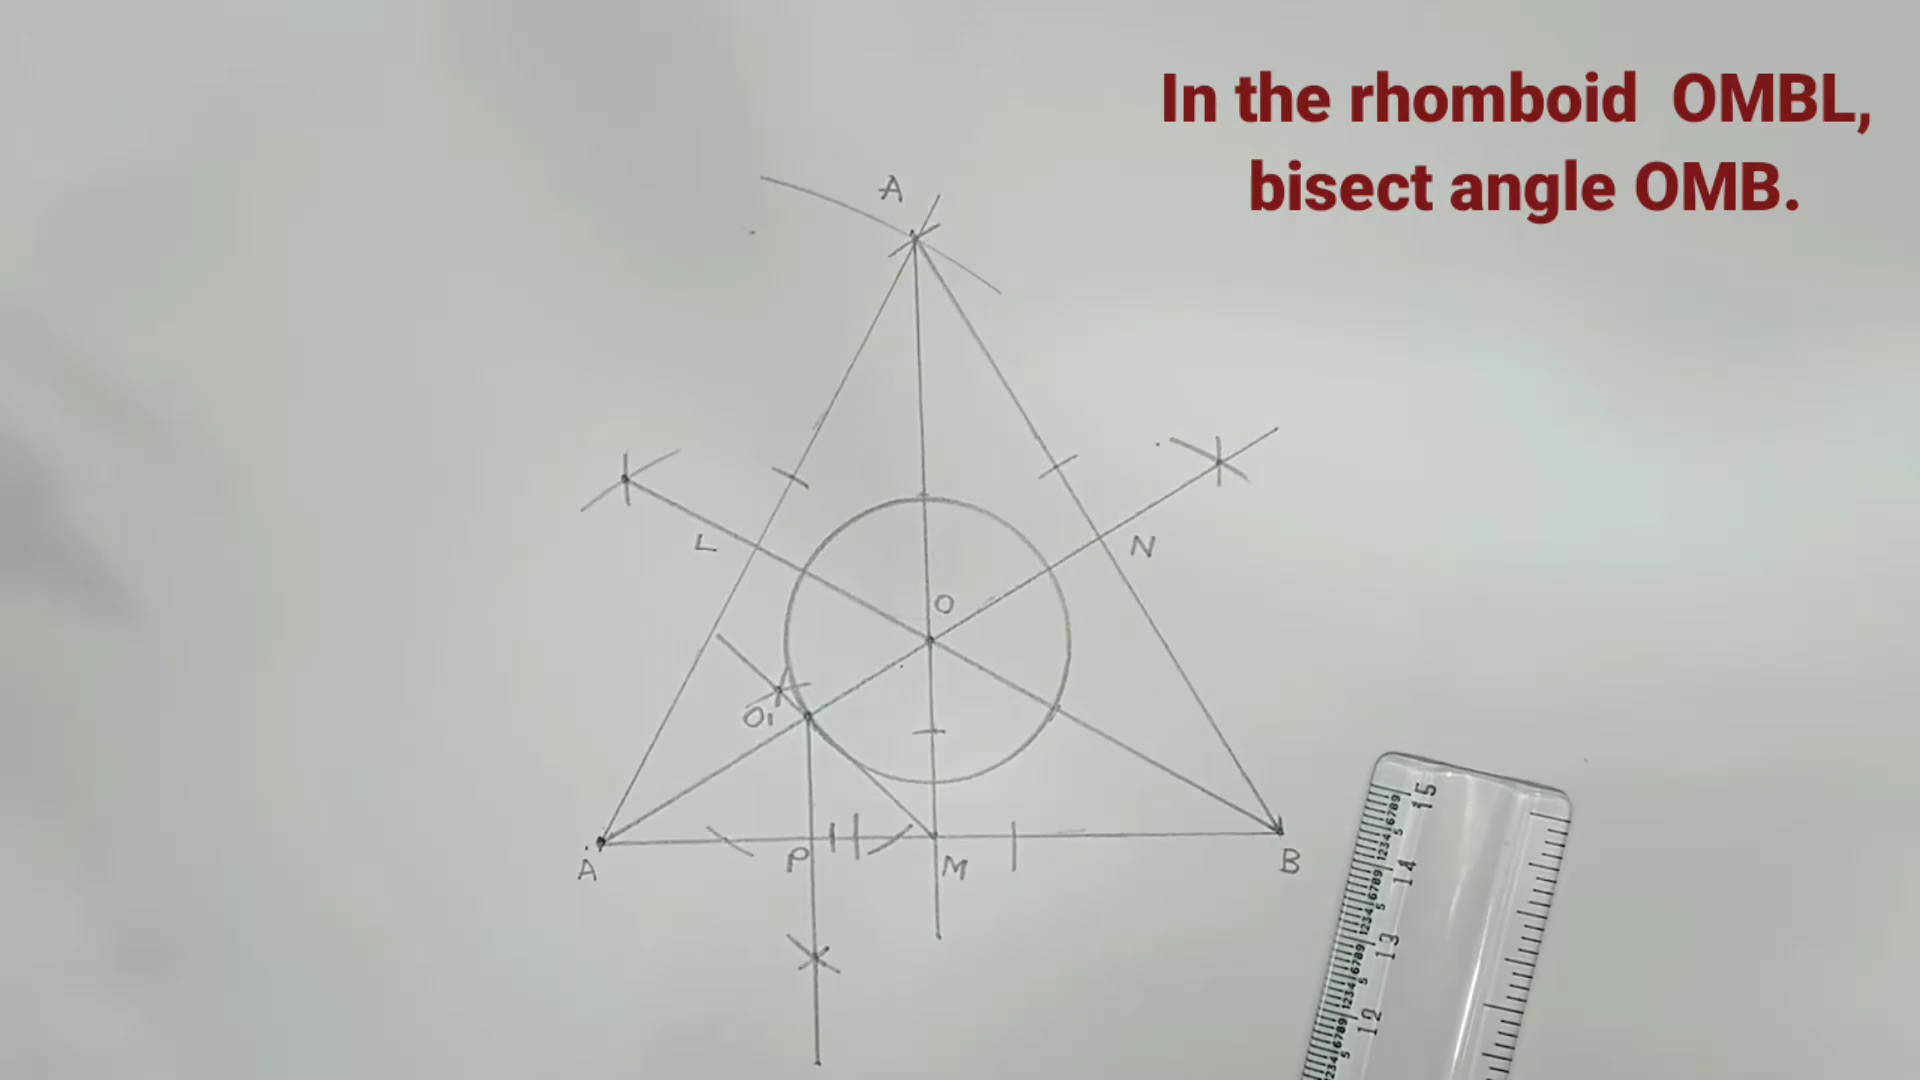 In the rhomboid OMBL,
bisect angle OMB.
A
L
N
O
O₁
A
P
M
B
15
14
13
12